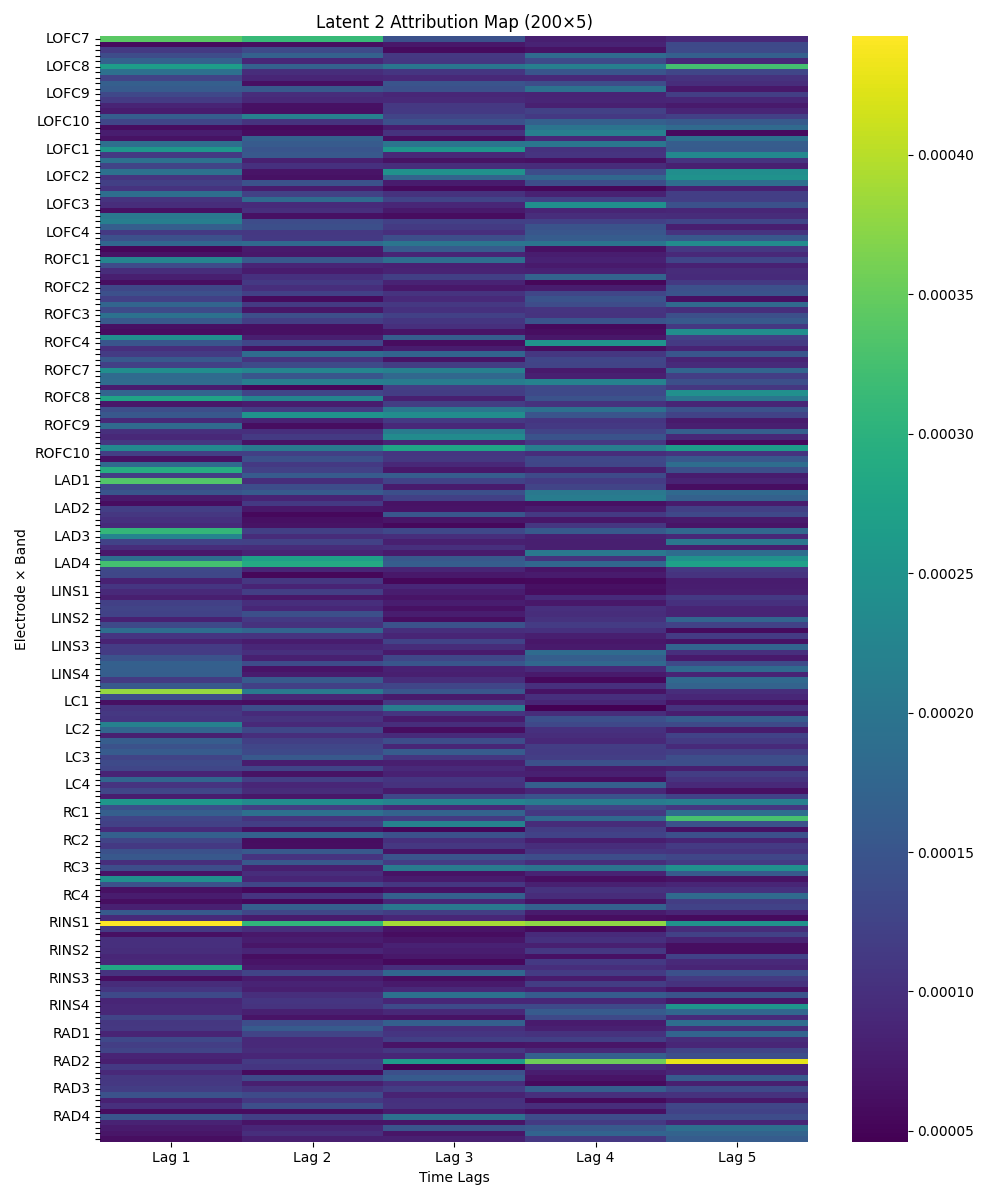 Latent 2 Attribution Map (200×5)
LOFC7
LOFC8
LOFC9
LOFC10
LOFC1
LOFC2
LOFC3
LOFC4
ROFC1
ROFC2
ROFC3
ROFC4
ROFC7
ROFC8
ROFC9
ROFC10
LAD1
LAD2
LAD3
LAD4
LINS1
LINS2
LINS3
LINS4
LC1
LC2
LC3
LC4
RC1
RC2
RC3
RC4
RINS1
RINS2
RINS3
RINS4
RAD1
RAD2
RAD3
RAD4
Electrode × Band
Lag 1 Lag 2 Lag 3 Lag 4 Lag 5
Time Lags
0.00040
0.00035
0.00030
0.00025
0.00020
0.00015
0.00010
0.00005